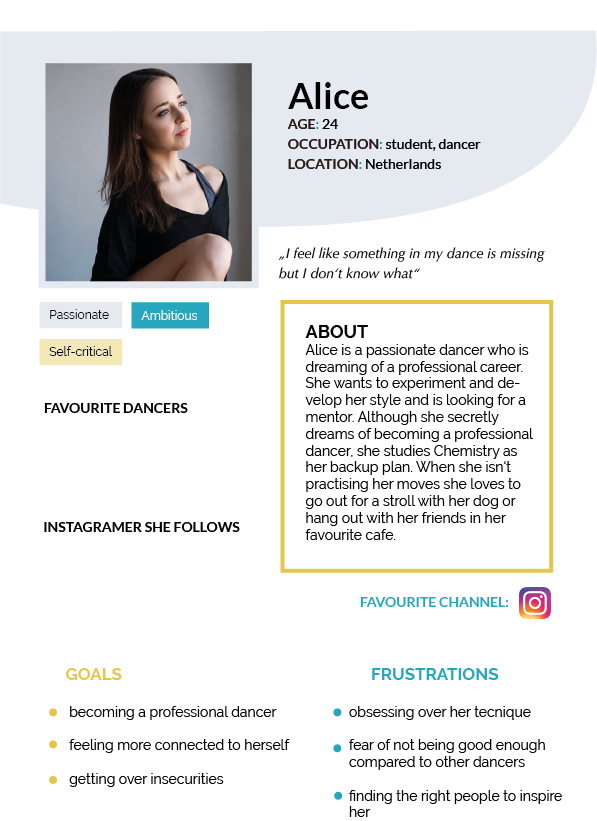 Alice
AGE: 24
OCCUPATION: student, dancer
LOCATION: Netherlands
„I feel like something in my dance is missing
but I don't know what“
Passionate
Ambitious
Self-critical
FAVOURITE DANCERS
INSTAGRAMER SHE FOLLOWS
ABOUT
Alice is a passionate dancer who is
dreaming of a professional career.
She wants to experiment and de-
velop her style and is looking for a
mentor. Although she secretly
dreams of becoming a professional
dancer, she studies Chemistry as
her backup plan. When she isn't
practising her moves she loves to
go out for a stroll with her dog or
hang out with her friends in her
favourite cafe.
FAVOURITE CHANNEL:
GOALS
becoming a professional dancer
feeling more connected to herself
getting over insecurities
FRUSTRATIONS
obsessing over her tecnique
fear of not being good enough
compared to other dancers
finding the right people to inspire
her